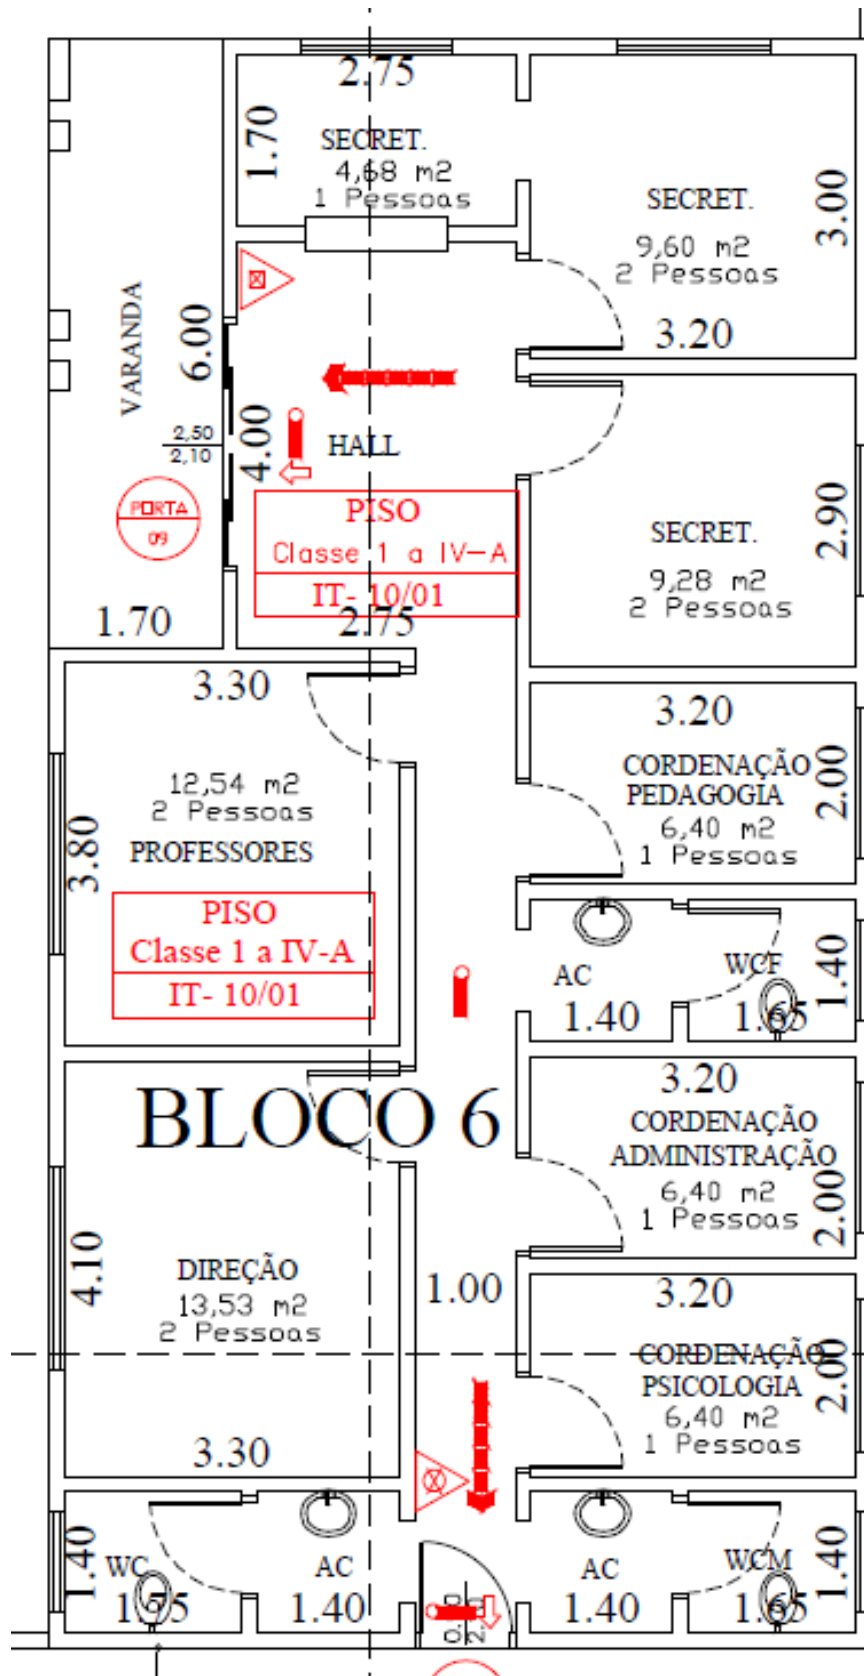 2.75
1.70
SECRET.
4,68 m2
1 Pessoas
SECRET.
9,60 m2
2 Pessoas
3.00
3.20
VARANDA
6.00
2,50
2,10
4.00
HALL
PORTA
09
PISO
Classe 1 a IV-A
IT- 10/01
2.75
1.70
SECRET.
9,28 m2
2 Pessoas
2.90
3.30
12,54 m2
2 Pessoas
PROFESSORES
3.80
PISO
Classe 1 a IV-A
IT- 10/01
3.20
CORDENAÇÃO
PEDAGOGIA
6,40 m2
1 Pessoas
2.00
AC
1.40
WCF
1.65
1.40
BLOCO 6
3.20
CORDENAÇÃO
ADMINISTRAÇÃO
6,40 m2
1 Pessoas
2.00
4.10
DIREÇÃO
13,53 m2
2 Pessoas
3.30
1.00
3.20
CORDENAÇÃO
PSICOLOGIA
6,40 m2
1 Pessoas
2.00
1.40
WC
AC
1.40
AC
1.40
WCM
1.65
1.40